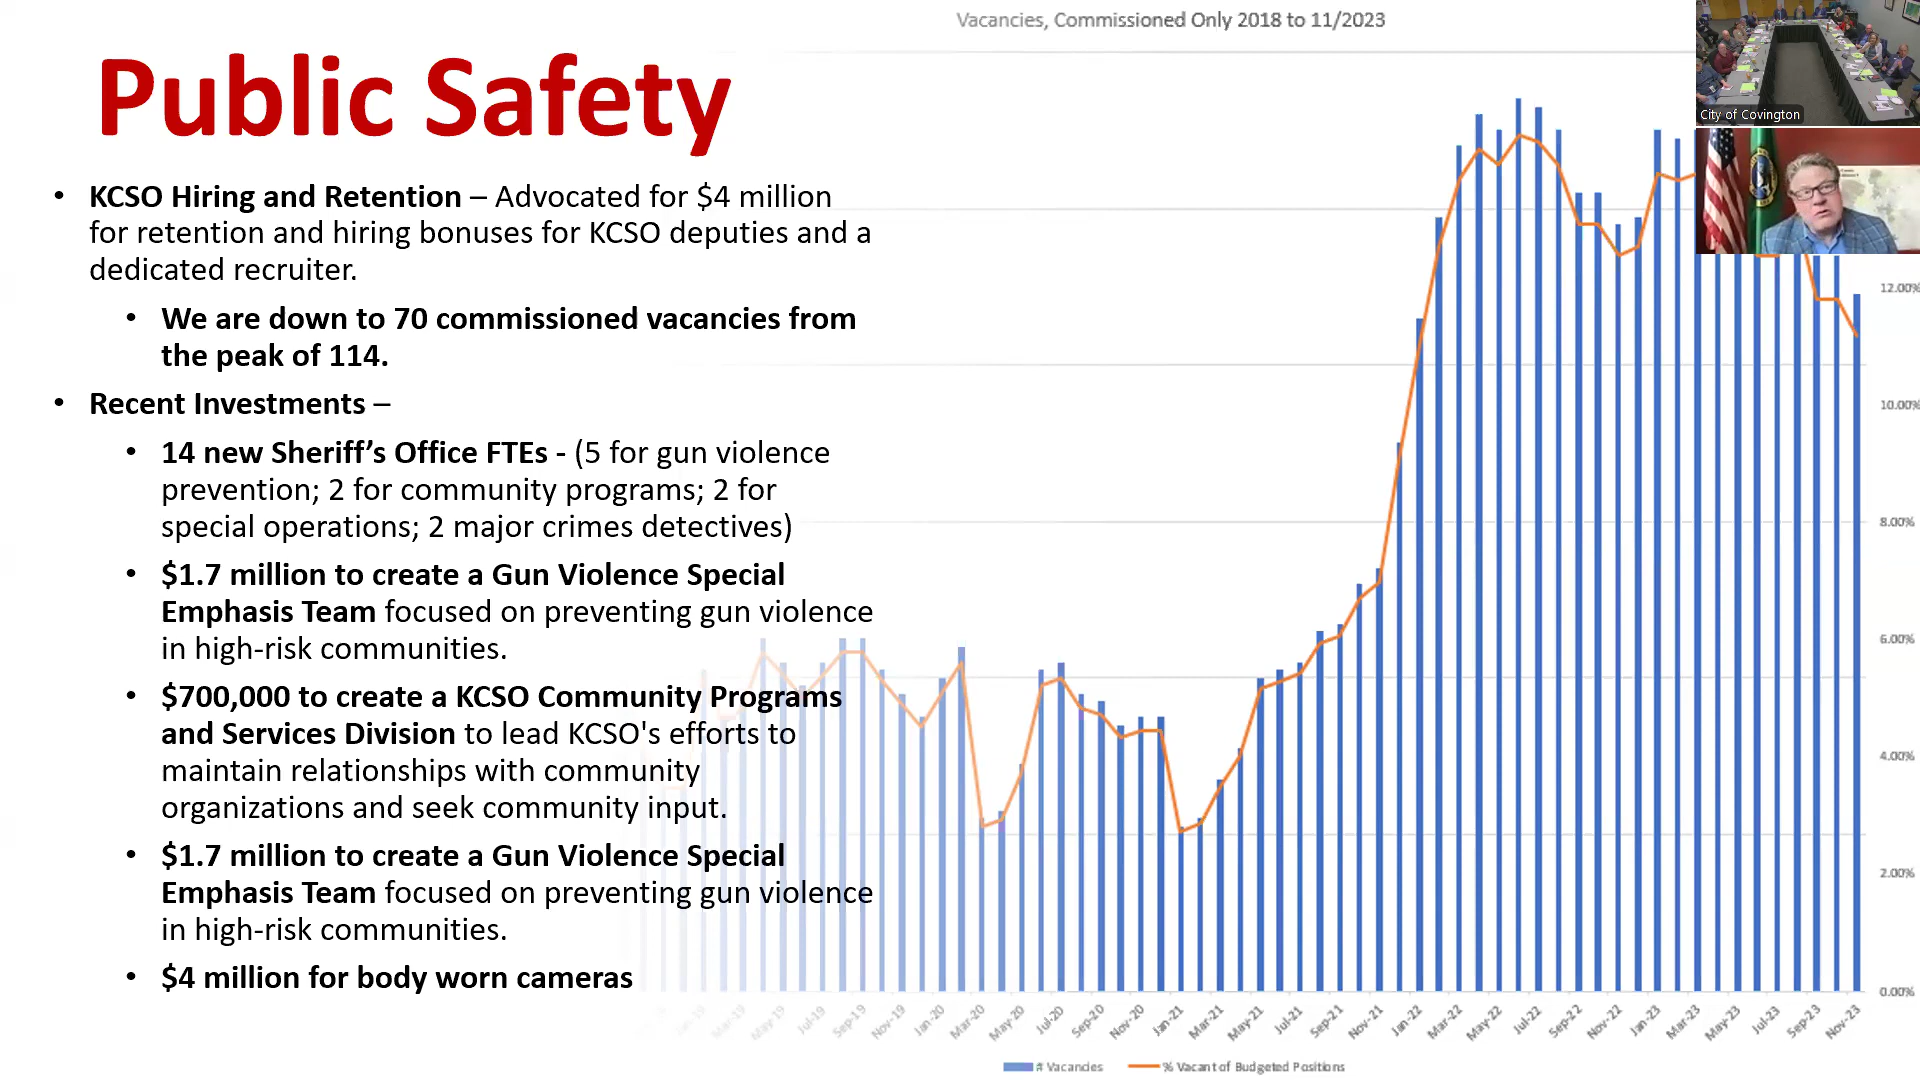 Vacancies, Commissioned Only 2018 to 11/2023
City of Covington
Public Safety
• KCSO Hiring and Retention – Advocated for $4 million
for retention and hiring bonuses for KCSO deputies and a
dedicated recruiter.
• We are down to 70 commissioned vacancies from
the peak of 114.
• Recent Investments –
• 14 new Sheriff's Office FTEs - (5 for gun violence
prevention; 2 for community programs; 2 for
special operations; 2 major crimes detectives)
• $1.7 million to create a Gun Violence Special
Emphasis Team focused on preventing gun violence
in high-risk communities.
• $700,000 to create a KCSO Community Programs
and Services Division to lead KCSO's efforts to
maintain relationships with community
organizations and seek community input.
• $1.7 million to create a Gun Violence Special
Emphasis Team focused on preventing gun violence
in high-risk communities.
• $4 million for body worn cameras
12.00%
10.00%
8.00%
6.00%
4.00%
2.00%
0.00%
Jan-19 Mar-19 May-19 Jul-19 Sep-19 Nov-19 Jan-20 Mar-20 May-20 Jul-20 Sep-20 Nov-20 Jan-21 Mar-21 May-21 Jul-21 Sep-21 Nov-21 Jan-22 Mar-22 May-22 Jul-22 Sep-22 Nov-22 Jan-23 Mar-23 May-23 Jul-23 Sep-23 Nov-23
# Vacancies % Vacant of Budgeted Positions